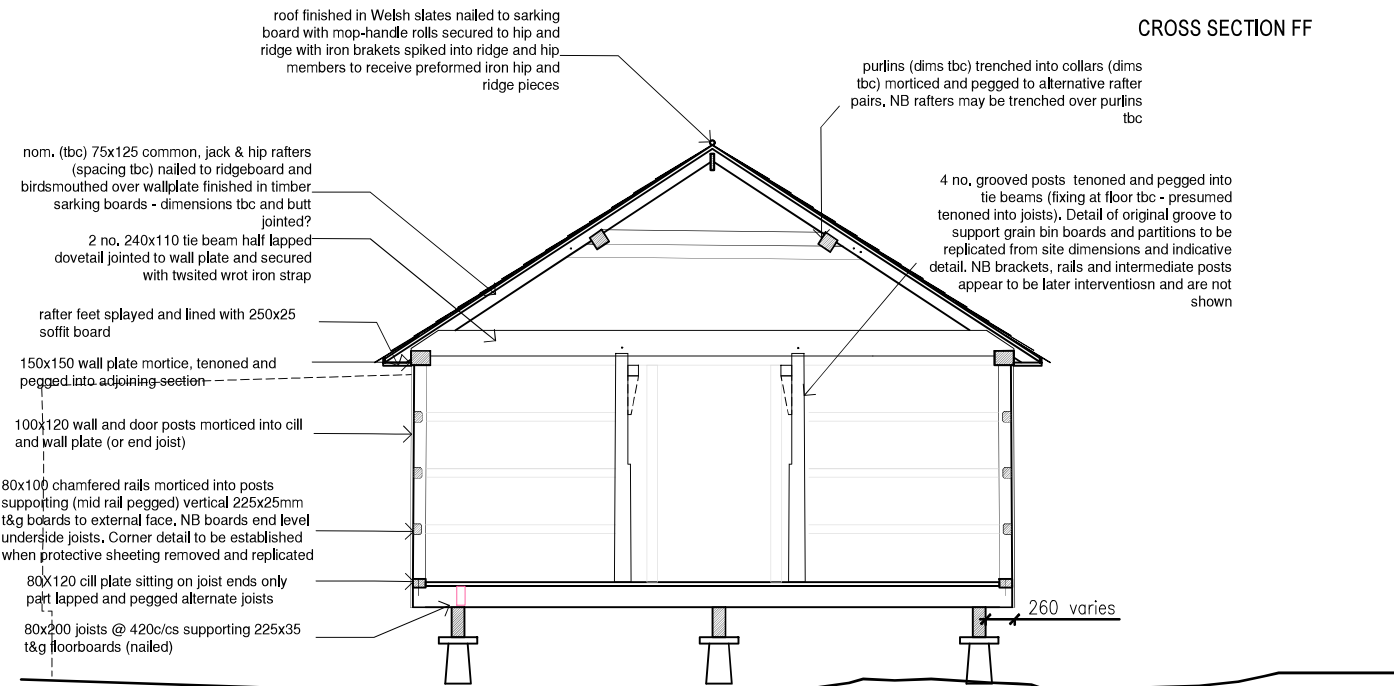 CROSS SECTION FF
roof finished in Welsh slates nailed to sarking
board with mop-handle rolls secured to hip and
ridge with iron brakets spiked into ridge and hip
members to receive preformed iron hip and
ridge pieces
purlins (dims tbc) trenched into collars (dims
tbc) morticed and pegged to alternative rafter
pairs. NB rafters may be trenched over purlins
tbc
nom. (tbc) 75x125 common, jack & hip rafters
(spacing tbc) nailed to ridgeboard and
birdsmouthed over wallplate finished in timber
sarking boards - dimensions tbc and butt
jointed?
2 no. 240x110 tie beam half lapped
dovetail jointed to wall plate and secured
with twsited wrot iron strap
4 no. grooved posts tenoned and pegged into
tie beams (fixing at floor tbc - presumed
tenoned into joists). Detail of original groove to
support grain bin boards and partitions to be
replicated from site dimensions and indicative
detail. NB brackets, rails and intermediate posts
appear to be later interventiosn and are not
shown
rafter feet splayed and lined with 250x25
soffit board
150x150 wall plate mortice, tenoned and
pegged into adjoining section
100x120 wall and door posts morticed into cill
and wall plate (or end joist)
80x100 chamfered rails morticed into posts
supporting (mid rail pegged) vertical 225x25mm
t&g boards to external face. NB boards end level
underside joists. Corner detail to be established
when protective sheeting removed and replicated
80X120 cill plate sitting on joist ends only
part lapped and pegged alternate joists
80x200 joists @ 420c/cs supporting 225x35
t&g floorboards (nailed)
260 varies